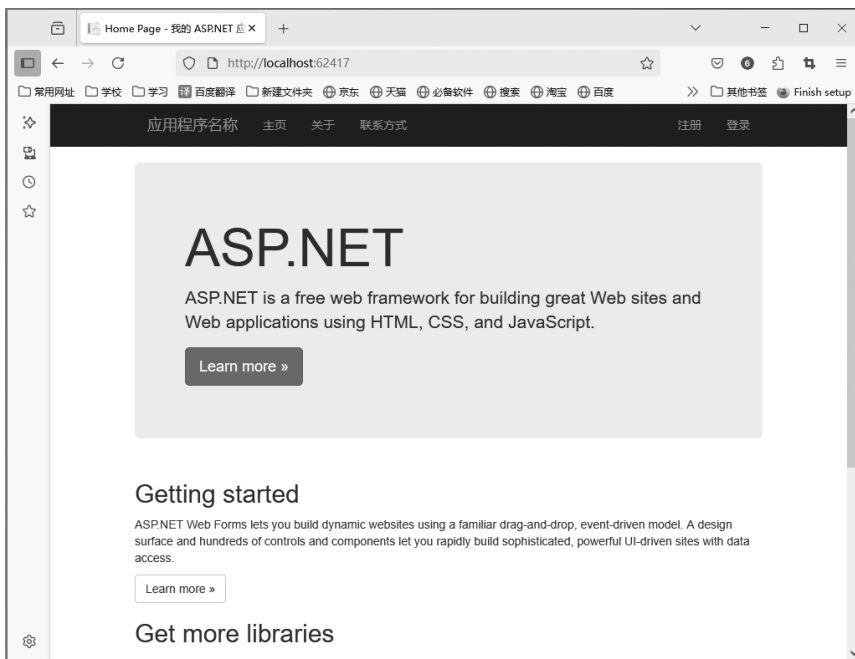 Home Page - 我的 ASP.NET 应
http://localhost:62417
6
常用网址 学校 学习 译 百度翻译 新建文件夹 京东 天猫 必备软件 搜索 淘宝 百度 其他书签 Finish setup
应用程序名称 主页 关于 联系方式 注册 登录
ASP.NET
ASP.NET is a free web framework for building great Web sites and
Web applications using HTML, CSS, and JavaScript.
Learn more »
Getting started
ASP.NET Web Forms lets you build dynamic websites using a familiar drag-and-drop, event-driven model. A design
surface and hundreds of controls and components let you rapidly build sophisticated, powerful UI-driven sites with data
access.
Learn more »
Get more libraries